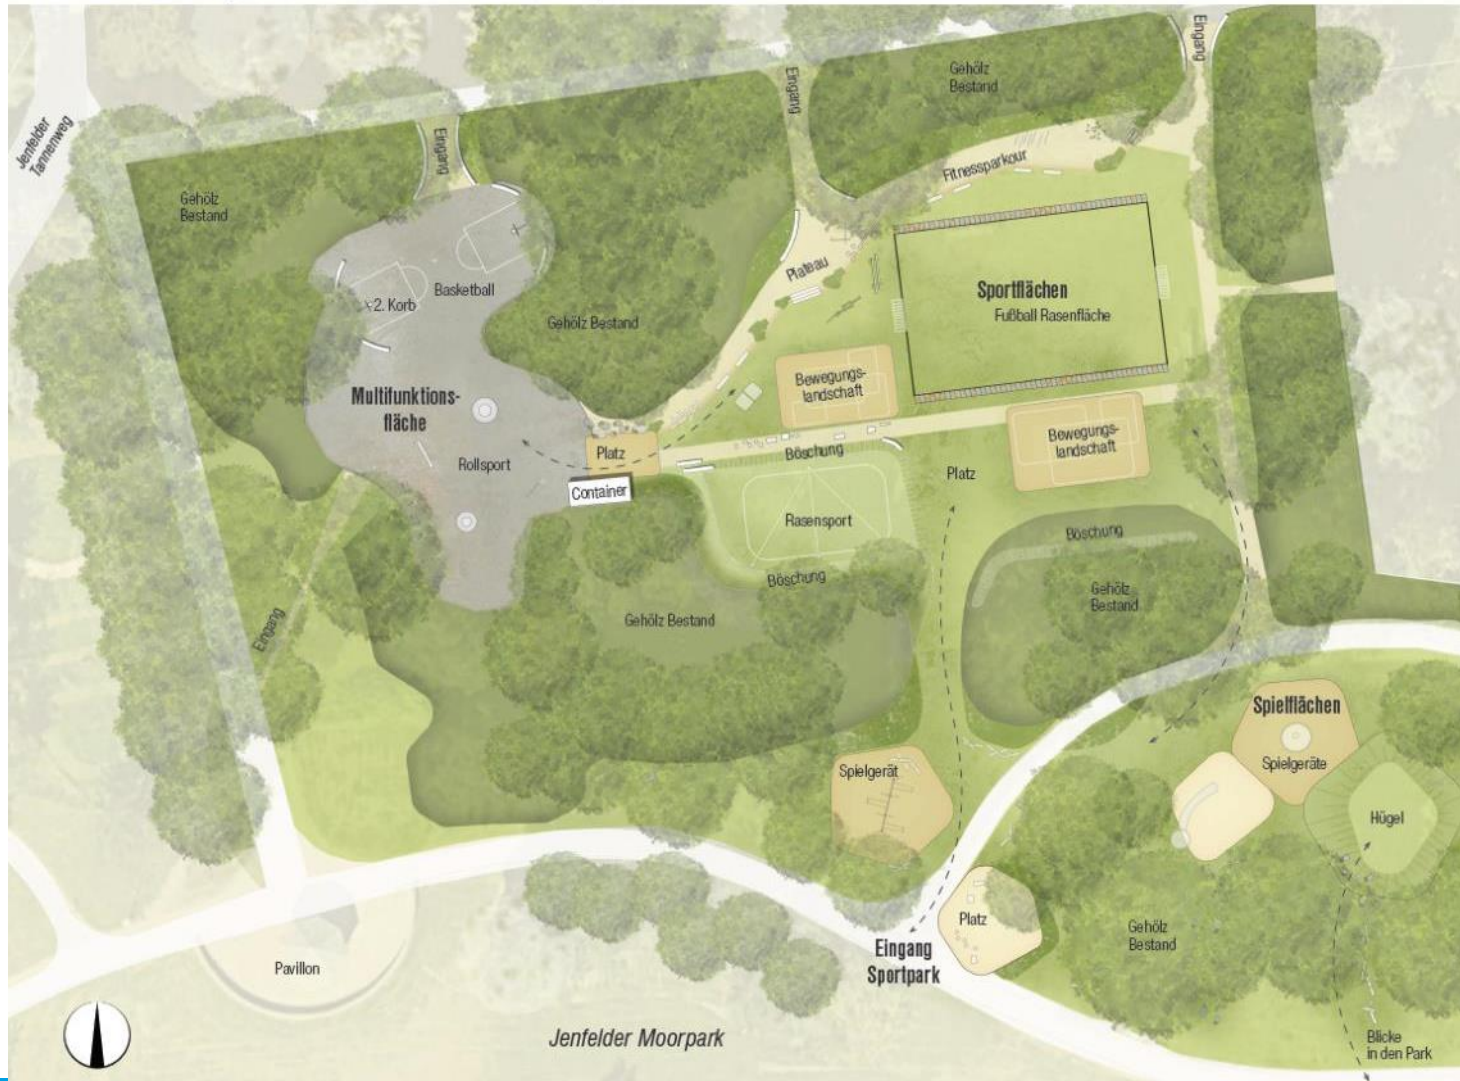 Eingang
Gehölz
Bestand
Eingang
Eingang
Jenfelder
Tannenweg
Fitnessparkour
Gehölz
Bestand
Plateau
Sportflächen
Fußball Rasenfläche
Basketball
2. Korb
Gehölz Bestand
Multifunktions-
fläche
Bewegungs-
landschaft
Bewegungs-
landschaft
Platz
Böschung
Rollsport
Platz
Container
Rasensport
Böschung
Böschung
Gehölz
Bestand
Gehölz Bestand
Eingang
Spielflächen
Spielgeräte
Spielgerät
Hügel
Platz
Gehölz
Bestand
Eingang
Sportpark
Pavillon
Jenfelder Moorpark
Blicke
in den Park